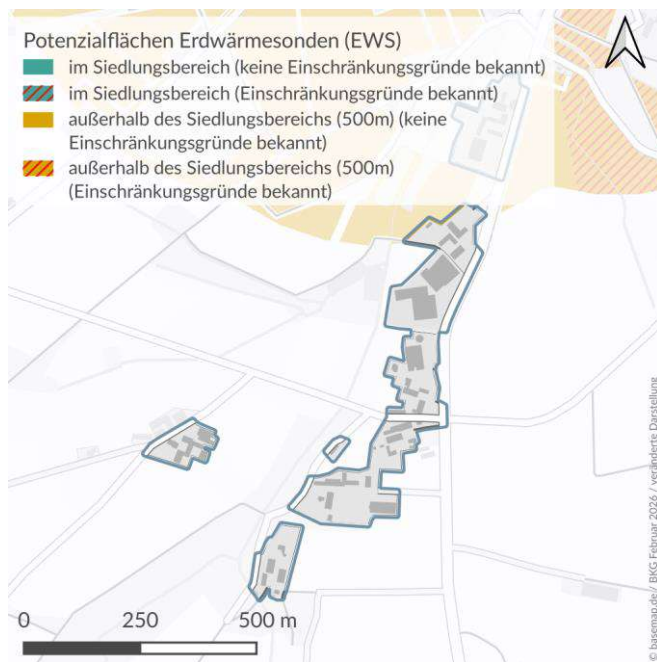 Potenzialflächen Erdwärmesonden (EWS)
im Siedlungsbereich (keine Einschränkungsgründe bekannt)
im Siedlungsbereich (Einschränkungsgründe bekannt)
außerhalb des Siedlungsbereichs (500m) (keine
Einschränkungsgründe bekannt)
außerhalb des Siedlungsbereichs (500m)
(Einschränkungsgründe bekannt)
© basemap.de / BKG Februar 2026 / veränderte Darstellung
0 250 500 m